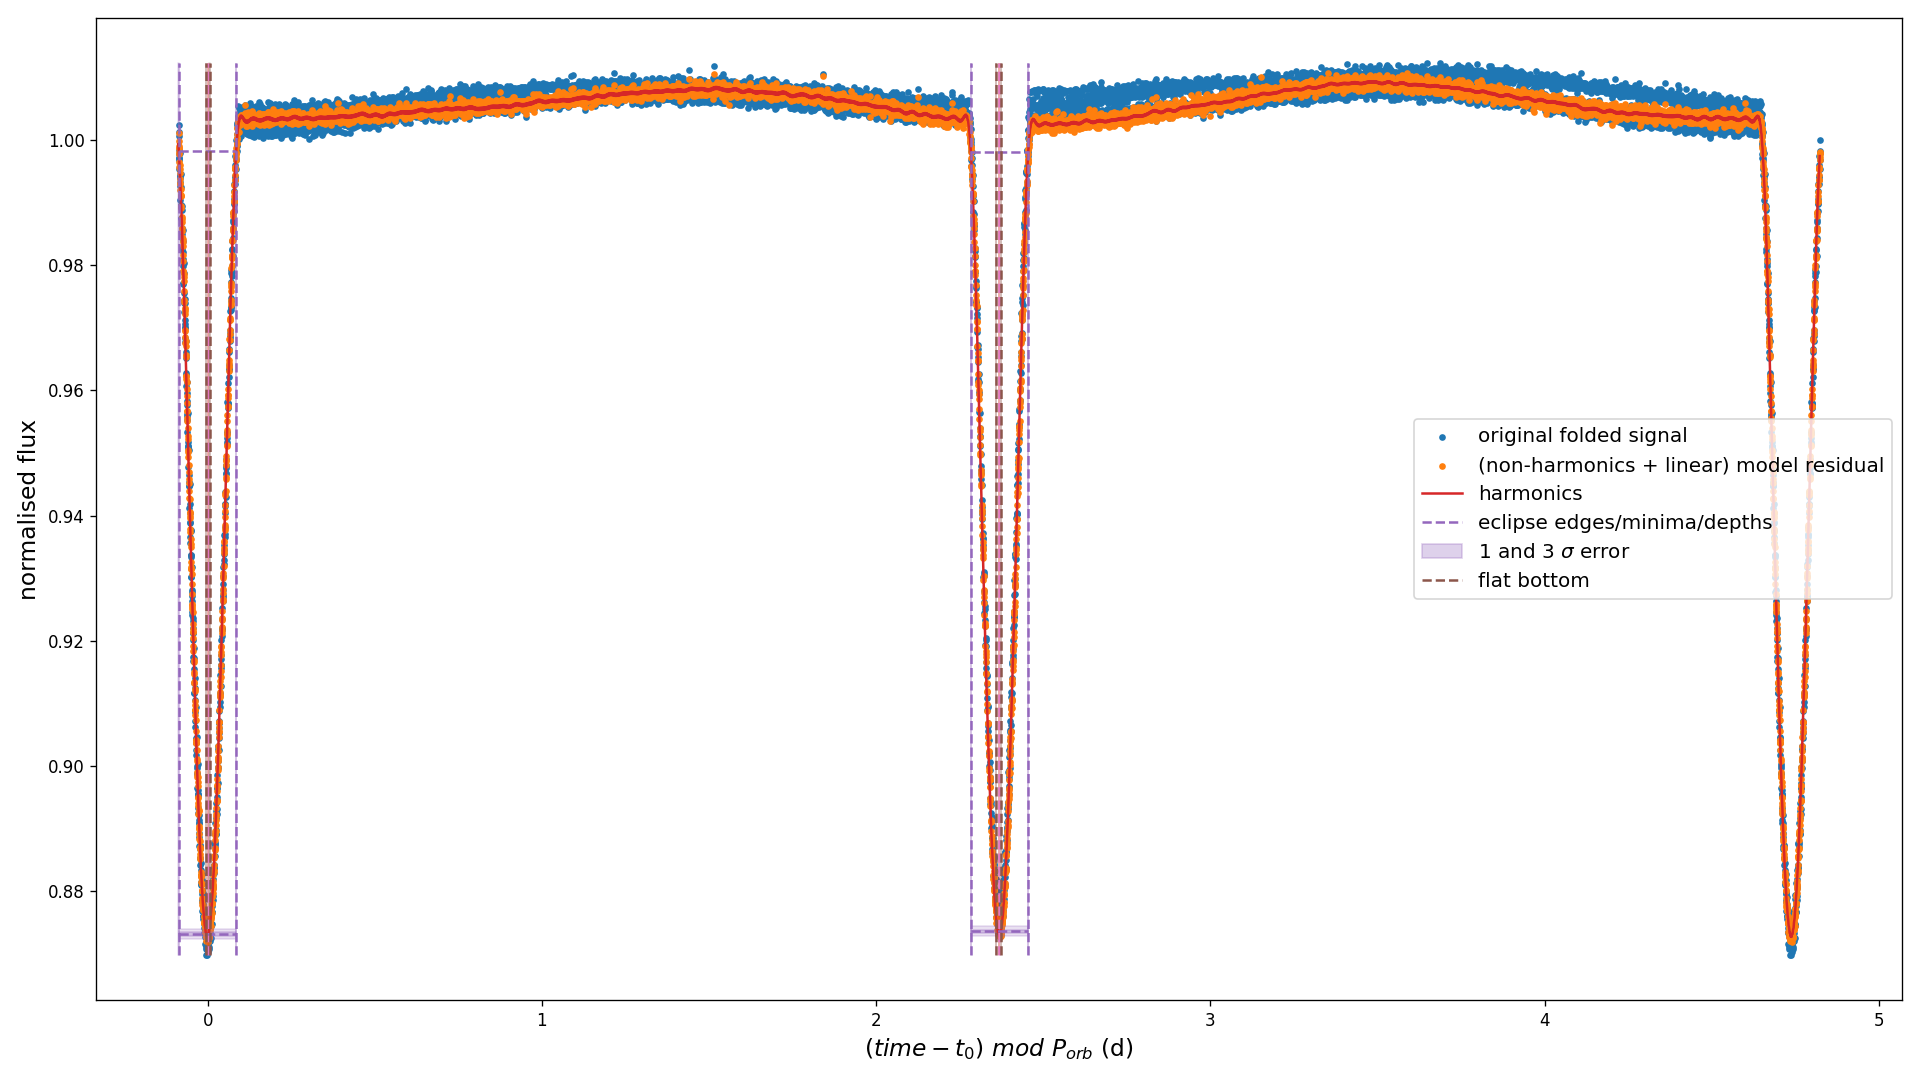 normalised flux
1.00
0.98
0.96
0.94
0.92
0.90
0.88
original folded signal
(non-harmonics + linear) model residual
harmonics
eclipse edges/minima/depths
1 and 3 σ error
flat bottom
0 1 2 3 4 5
(time − t₀) mod P_orb (d)